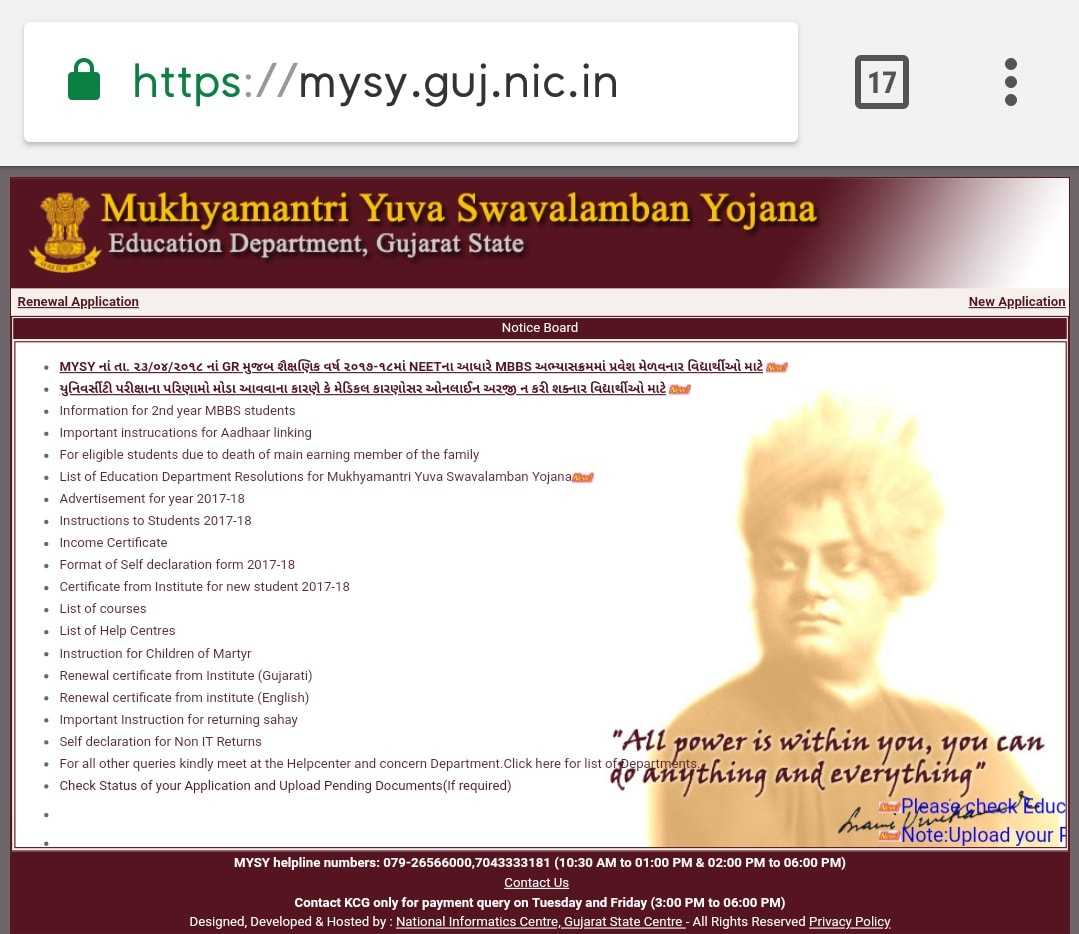 https://mysy.guj.nic.in
17
Mukhyamantri Yuva Swavalamban Yojana
Education Department, Gujarat State
Renewal Application
New Application
Notice Board
MYSY નાં તા. ૨૩/૦૪/૨૦૧૮ નાં GR મુજબ શૈક્ષણિક વર્ષ ૨૦૧૭-૧૮માં NEETના આધારે MBBS અભ્યાસક્રમમાં પ્રવેશ મેળવનાર વિદ્યાર્થીઓ માટે New!
યુનિવર્સીટી પરીક્ષાના પરિણામો મોડા આવવાના કારણે કે મેડિકલ કારણોસર ઓનલાઈન અરજી ન કરી શક્નાર વિદ્યાર્થીઓ માટે New!
Information for 2nd year MBBS students
Important instrucations for Aadhaar linking
For eligible students due to death of main earning member of the family
List of Education Department Resolutions for Mukhyamantri Yuva Swavalamban Yojana New!
Advertisement for year 2017-18
Instructions to Students 2017-18
Income Certificate
Format of Self declaration form 2017-18
Certificate from Institute for new student 2017-18
List of courses
List of Help Centres
Instruction for Children of Martyr
Renewal certificate from Institute (Gujarati)
Renewal certificate from institute (English)
Important Instruction for returning sahay
Self declaration for Non IT Returns
For all other queries kindly meet at the Helpcenter and concern Department.Click here for list of Departments.
Check Status of your Application and Upload Pending Documents(If required)
"All power is within you, you can
do anything and everything"
New! Please check Educ
New! Note:Upload your
MYSY helpline numbers: 079-26566000,7043333181 (10:30 AM to 01:00 PM & 02:00 PM to 06:00 PM)
Contact Us
Contact KCG only for payment query on Tuesday and Friday (3:00 PM to 06:00 PM)
Designed, Developed & Hosted by : National Informatics Centre, Gujarat State Centre - All Rights Reserved Privacy Policy